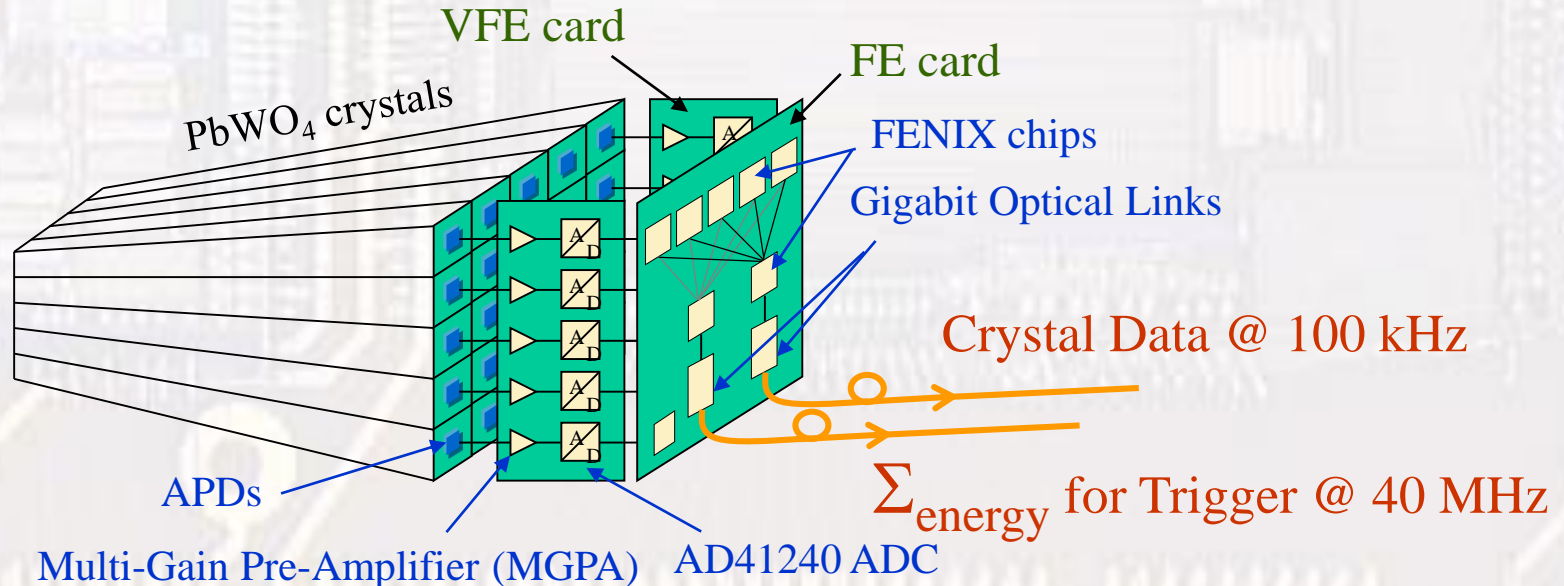 VFE card
FE card
PbWO₄ crystals
FENIX chips
Gigabit Optical Links
A
A D
A D
A D
A D
A D
Crystal Data @ 100 kHz
Σenergy for Trigger @ 40 MHz
APDs
Multi-Gain Pre-Amplifier (MGPA)
AD41240 ADC